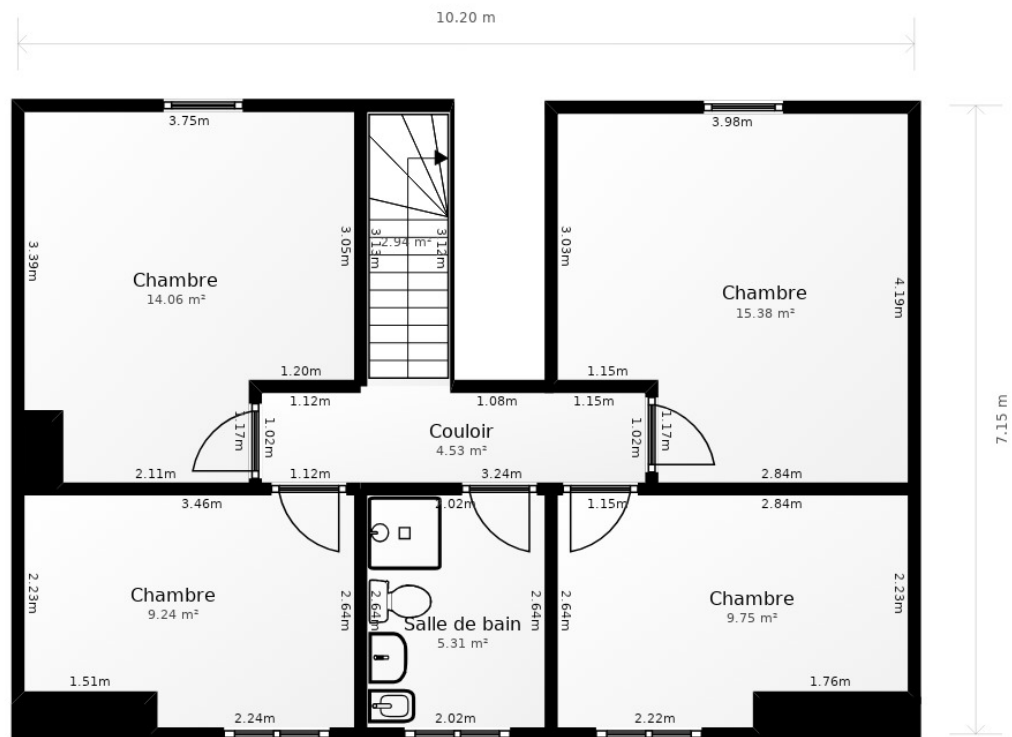 10.20 m
3.75m
3.98m
3.39m
3.05m
3.13m
2.94 m²
3.12m
3.03m
4.19m
7.15 m
Chambre
14.06 m²
Chambre
15.38 m²
1.20m
1.15m
1.12m
1.08m
1.15m
1.17m
1.02m
Couloir
4.53 m²
1.02m
1.17m
2.11m
1.12m
3.24m
2.84m
3.46m
2.02m
1.15m
2.84m
2.23m
Chambre
9.24 m²
2.64m
2.64m
Salle de bain
5.31 m²
2.64m
2.64m
Chambre
9.75 m²
2.23m
1.51m
1.76m
2.24m
2.02m
2.22m